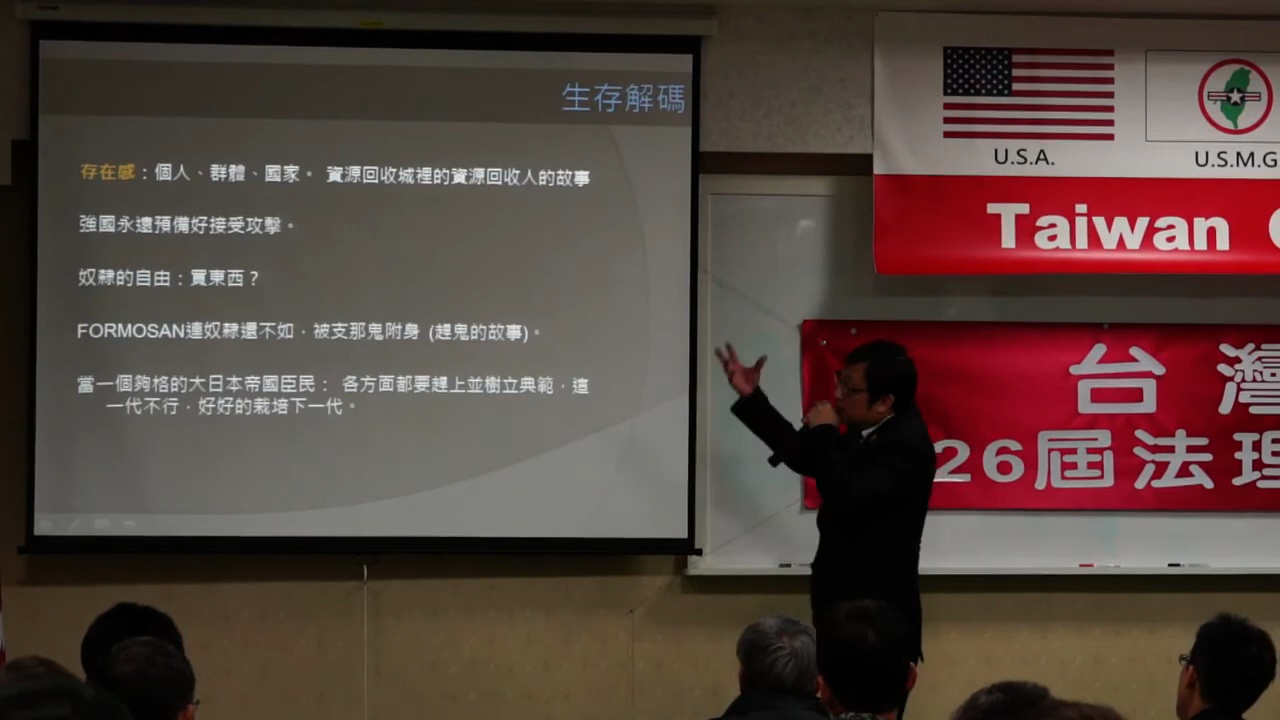 生存解碼
存在感：個人、群體、國家。 資源回收城裡的資源回收人的故事
強國永遠預備好接受攻擊。
奴隸的自由：買東西？
FORMOSAN連奴隸還不如，被支那鬼附身 (趕鬼的故事)。
當一個夠格的大日本帝國臣民： 各方面都要趕上並樹立典範，這
一代不行，好好的栽培下一代。
U.S.A.
U.S.M.G
Taiwan
台灣
26屆法理